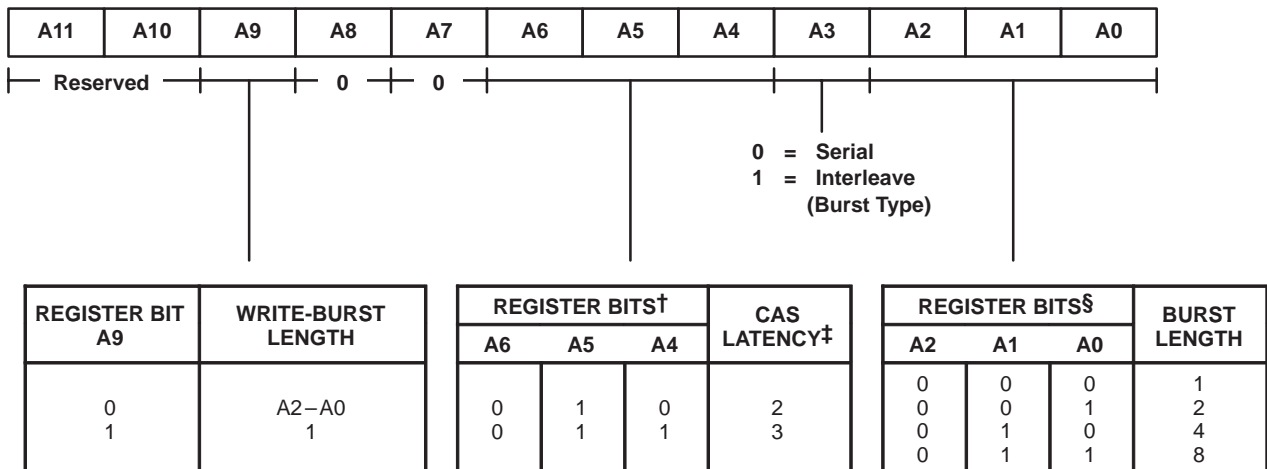 A11 A10 A9 A8 A7 A6 A5 A4 A3 A2 A1 A0
Reserved 0 0
0 = Serial
1 = Interleave
(Burst Type)
REGISTER BIT A9 WRITE-BURST LENGTH
0 A2–A0
1 1
REGISTER BITS† CAS LATENCY‡
A6 A5 A4
0 1 0 2
0 1 1 3
REGISTER BITS§ BURST LENGTH
A2 A1 A0
0 0 0 1
0 0 1 2
0 1 0 4
0 1 1 8